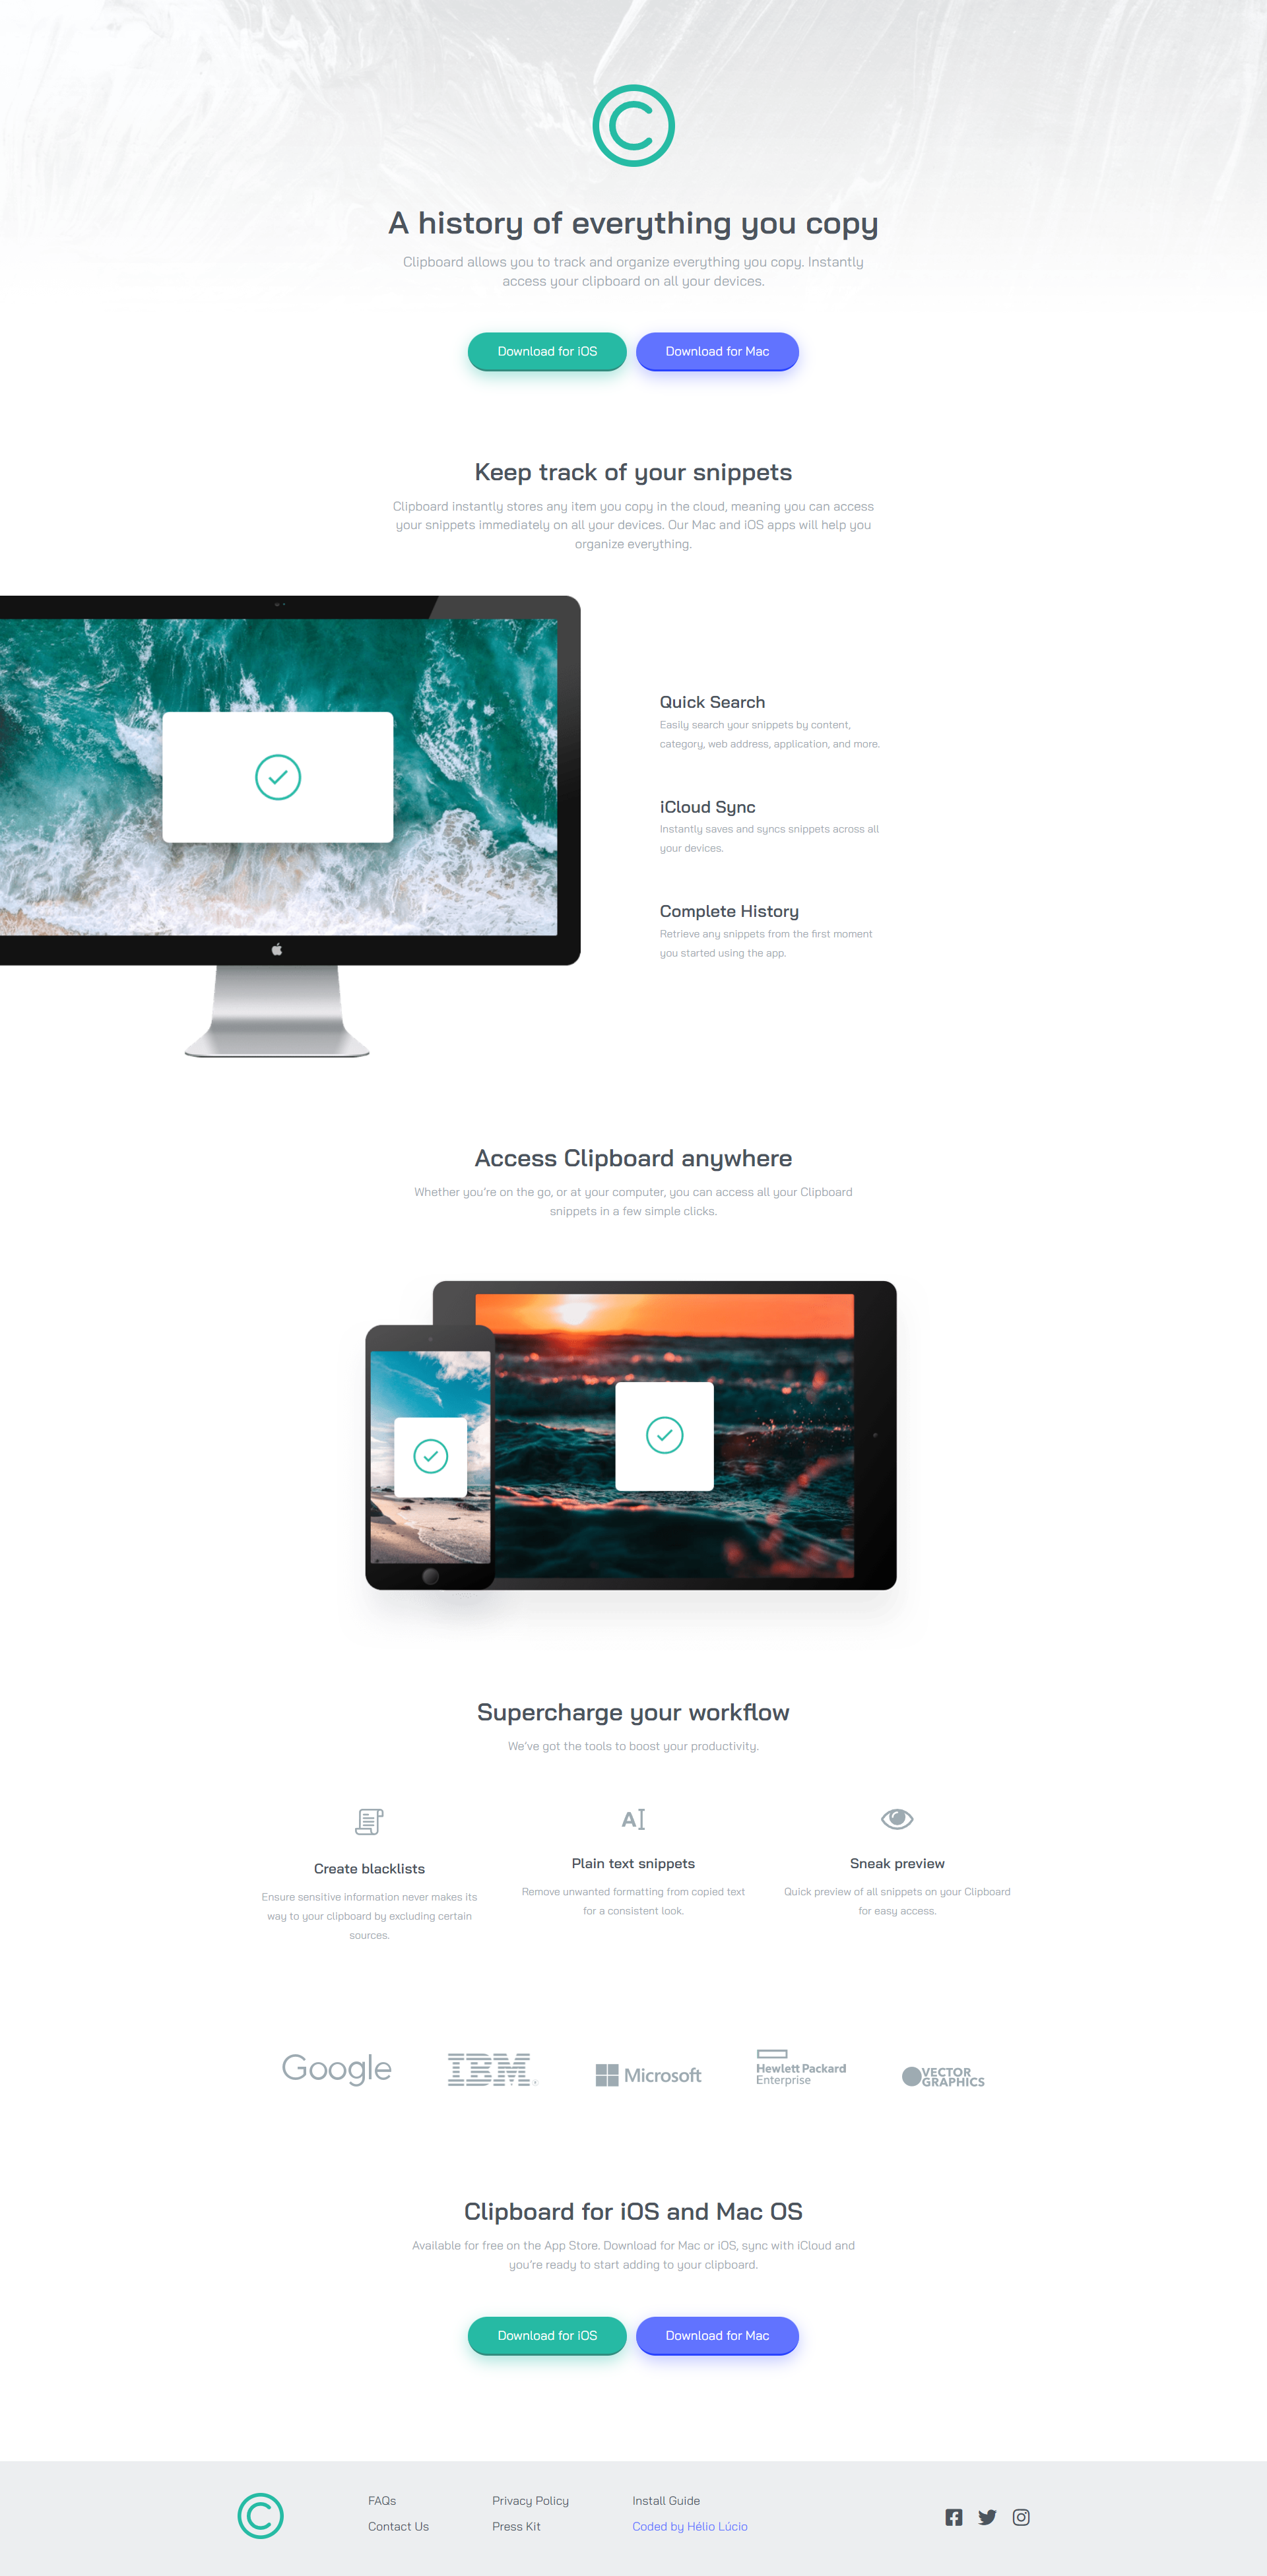 C
A history of everything you copy
Clipboard allows you to track and organize everything you copy. Instantly
access your clipboard on all your devices.
Download for iOS
Download for Mac
Keep track of your snippets
Clipboard instantly stores any item you copy in the cloud, meaning you can access
your snippets immediately on all your devices. Our Mac and iOS apps will help you
organize everything.
Quick Search
Easily search your snippets by content,
category, web address, application, and more.
iCloud Sync
Instantly saves and syncs snippets across all
your devices.
Complete History
Retrieve any snippets from the first moment
you started using the app.
Access Clipboard anywhere
Whether you're on the go, or at your computer, you can access all your Clipboard
snippets in a few simple clicks.
Supercharge your workflow
We've got the tools to boost your productivity.
Create blacklists
Ensure sensitive information never makes its
way to your clipboard by excluding certain
sources.
A
Plain text snippets
Remove unwanted formatting from copied text
for a consistent look.
Sneak preview
Quick preview of all snippets on your Clipboard
for easy access.
Google
IBM
Microsoft
Hewlett Packard
Enterprise
VECTOR
GRAPHICS
Clipboard for iOS and Mac OS
Available for free on the App Store. Download for Mac or iOS, sync with iCloud and
you're ready to start adding to your clipboard.
Download for iOS
Download for Mac
C
FAQs
Contact Us
Privacy Policy
Press Kit
Install Guide
Coded by Hélio Lúcio